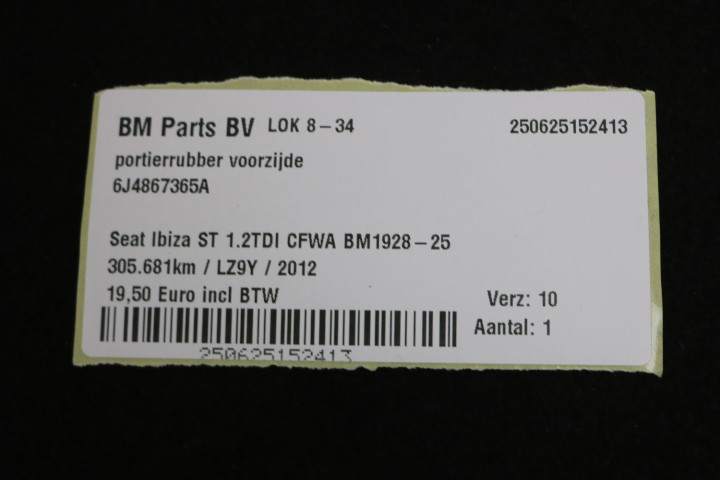 BM Parts BV LOK 8-34 250625152413
portierrubber voorzijde
6J4867365A
Seat Ibiza ST 1.2TDI CFWA BM1928-25
305.681km / LZ9Y / 2012
19,50 Euro incl BTW Verz: 10
Aantal: 1
250625152413